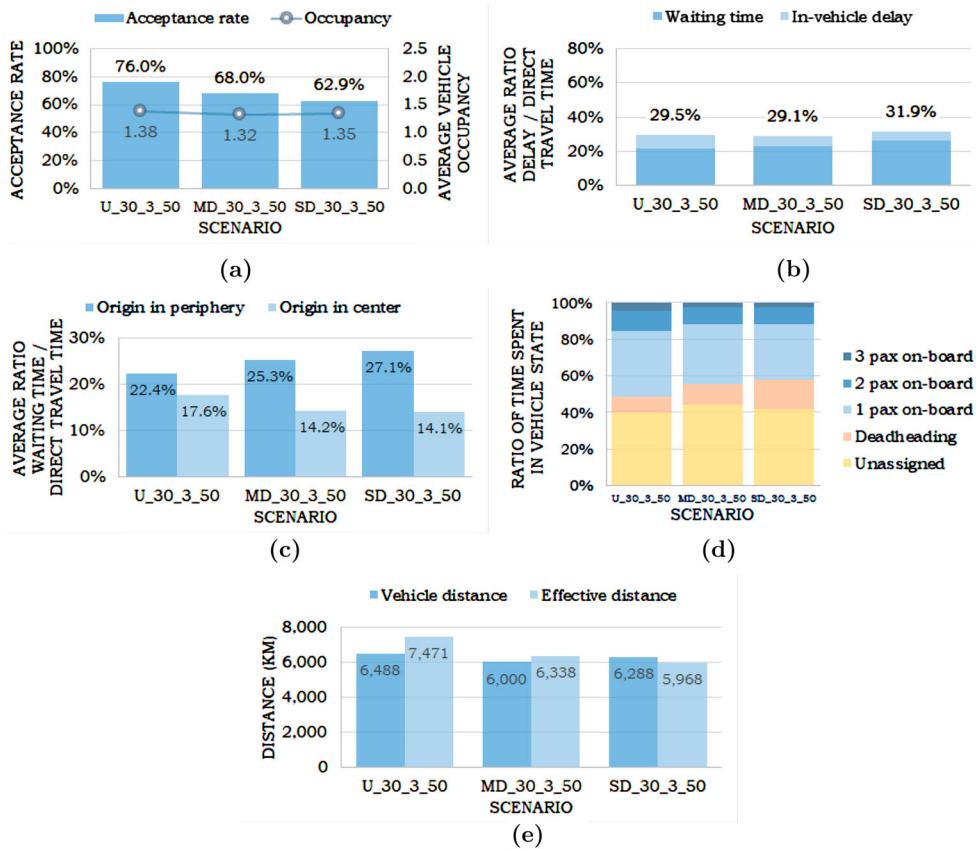 Acceptance rate
Occupancy
ACCEPTANCE RATE
100%
80%
60%
40%
20%
0%
76.0%
68.0%
62.9%
1.38
1.32
1.35
2.5
2.0
1.5
1.0
0.5
0.0
AVERAGE VEHICLE
OCCUPANCY
U_30_3_50
MD_30_3_50
SD_30_3_50
SCENARIO
(a)
Waiting time
In-vehicle delay
AVERAGE RATIO
DELAY / DIRECT
TRAVEL TIME
80%
60%
40%
20%
0%
29.5%
29.1%
31.9%
U_30_3_50
MD_30_3_50
SD_30_3_50
SCENARIO
(b)
Origin in periphery
Origin in center
AVERAGE RATIO
WAITING TIME /
DIRECT TRAVEL TIME
30%
20%
10%
0%
22.4%
17.6%
25.3%
14.2%
27.1%
14.1%
U_30_3_50
MD_30_3_50
SD_30_3_50
SCENARIO
(c)
RATIO OF TIME SPENT
IN VEHICLE STATE
100%
80%
60%
40%
20%
0%
U_30_3_50
MD_30_3_50
SD_30_3_50
SCENARIO
3 pax on-board
2 pax on-board
1 pax on-board
Deadheading
Unassigned
(d)
Vehicle distance
Effective distance
DISTANCE (KM)
8,000
6,000
4,000
2,000
0
6,488
7,471
6,000
6,338
6,288
5,968
U_30_3_50
MD_30_3_50
SD_30_3_50
SCENARIO
(e)